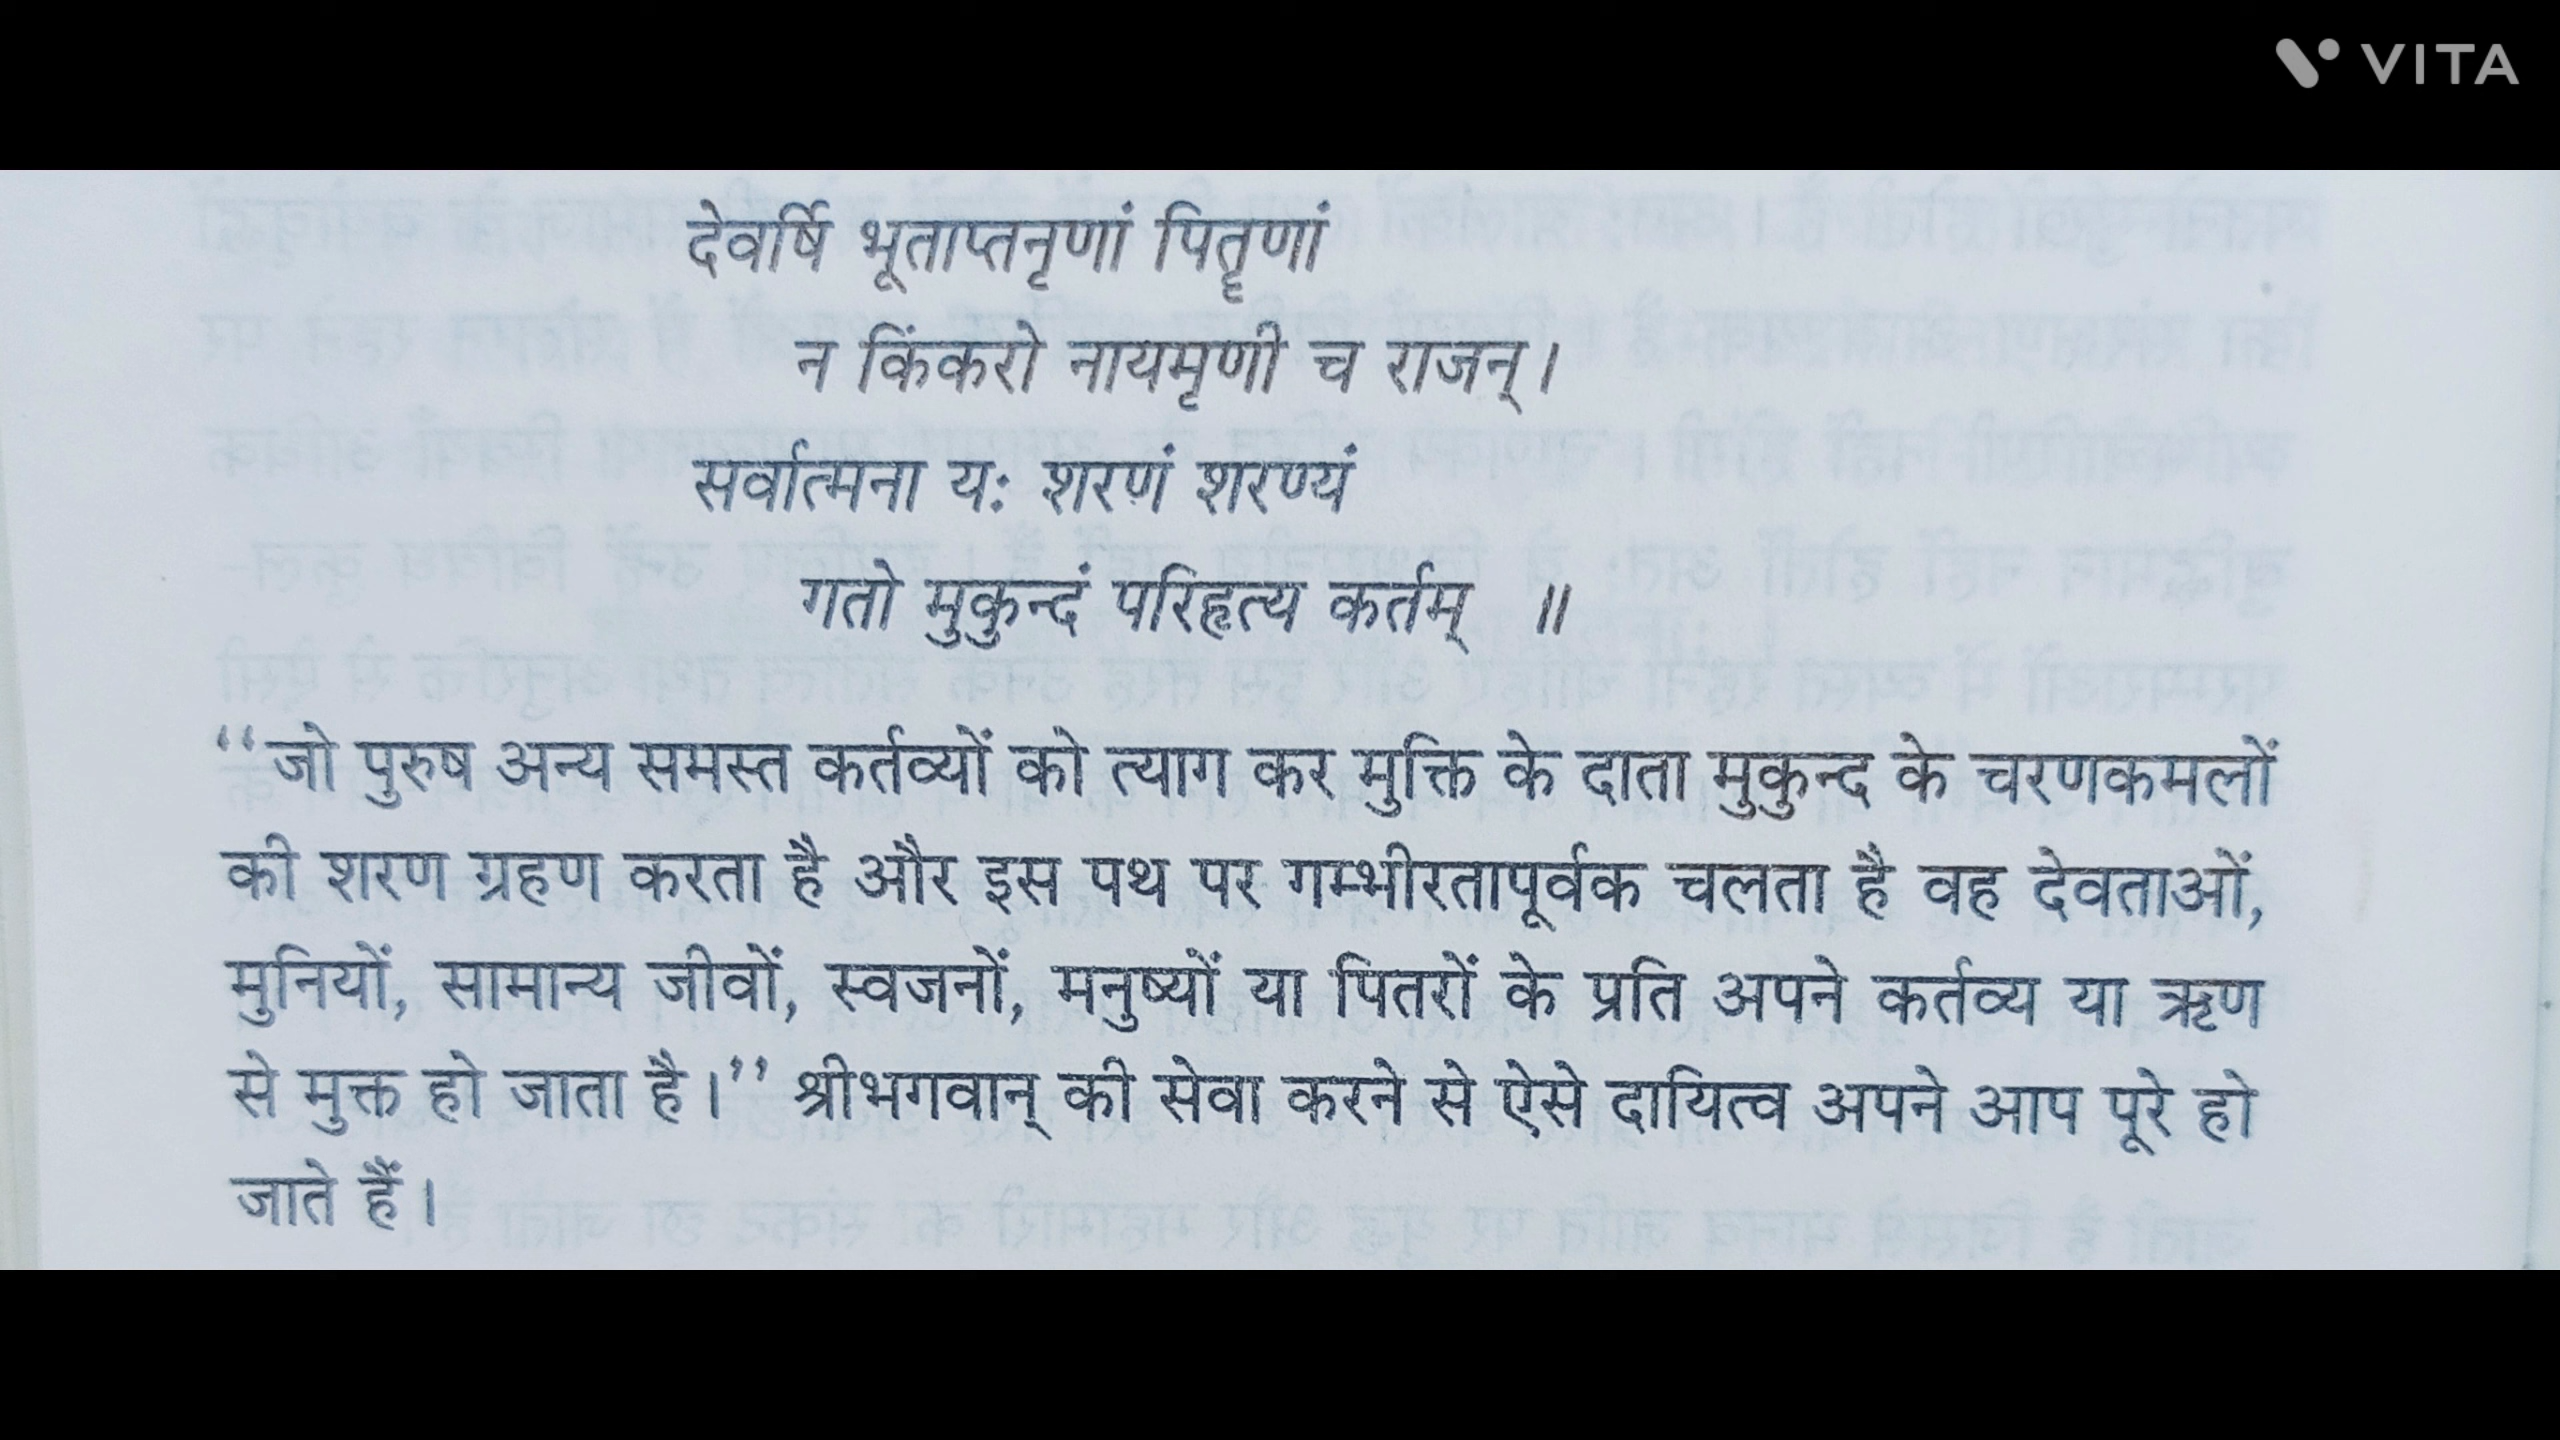 VITA
देवर्षि भूताप्तनृणां पितॄणां
न किंकरो नायमृणी च राजन्।
सर्वात्मना यः शरणं शरण्यं
गतो मुकुन्दं परिहृत्य कर्तम् ॥
“जो पुरुष अन्य समस्त कर्तव्यों को त्याग कर मुक्ति के दाता मुकुन्द के चरणकमलों
की शरण ग्रहण करता है और इस पथ पर गम्भीरतापूर्वक चलता है वह देवताओं,
मुनियों, सामान्य जीवों, स्वजनों, मनुष्यों या पितरों के प्रति अपने कर्तव्य या ऋण
से मुक्त हो जाता है।” श्रीभगवान् की सेवा करने से ऐसे दायित्व अपने आप पूरे हो
जाते हैं।